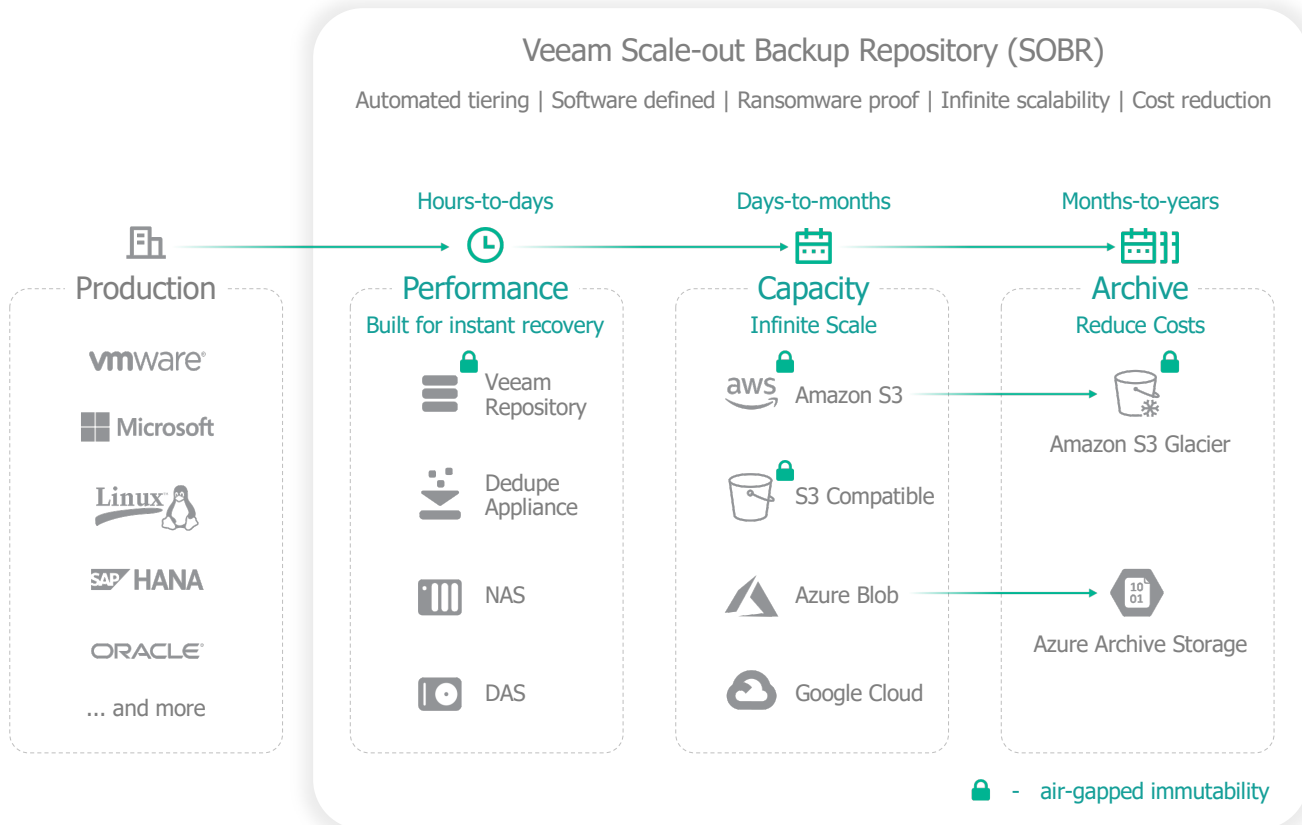 Veeam Scale-out Backup Repository (SOBR)
Automated tiering | Software defined | Ransomware proof | Infinite scalability | Cost reduction
Hours-to-days
Days-to-months
Months-to-years
Production
vmware®
Microsoft
Linux
SAP HANA
ORACLE®
... and more
Performance
Built for instant recovery
Veeam
Repository
Dedupe
Appliance
NAS
DAS
Capacity
Infinite Scale
aws
Amazon S3
S3 Compatible
Azure Blob
Google Cloud
Archive
Reduce Costs
Amazon S3 Glacier
10
01
Azure Archive Storage
- air-gapped immutability